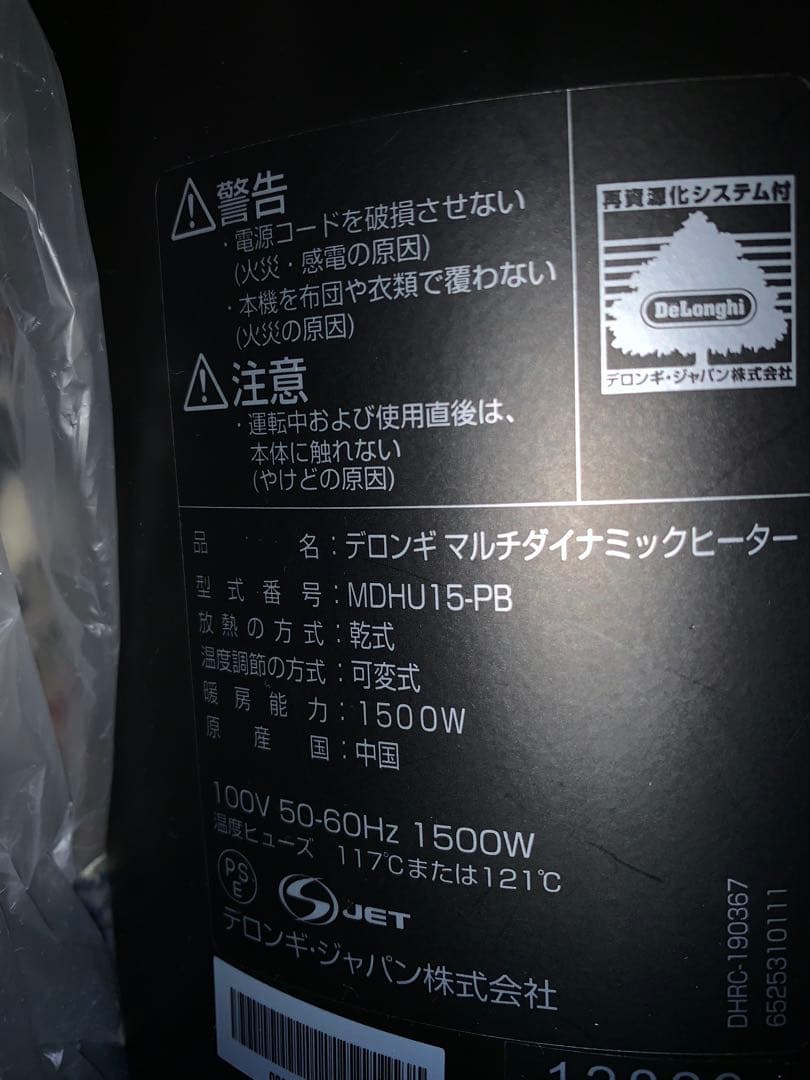 警告
・電源コードを破損させない
(火災・感電の原因)
・本機を布団や衣類で覆わない
(火災の原因)
注意
・運転中および使用直後は、
本体に触れない
(やけどの原因)
再資源化システム付
DeLonghi
デロンギ・ジャパン株式会社
品名：デロンギ マルチダイナミックヒーター
型式番号：MDHU15-PB
放熱の方式：乾式
温度調節の方式：可変式
暖房能力：1500W
原産国：中国
100V 50-60Hz 1500W
温度ヒューズ 117℃または121℃
PSE
S JET
デロンギ・ジャパン株式会社
DHRC-190367
6525310111